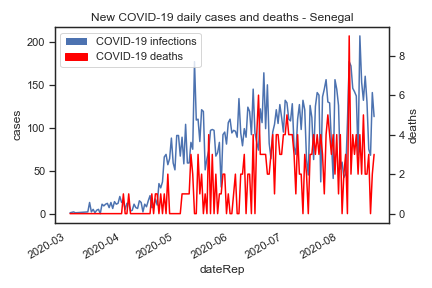 New COVID-19 daily cases and deaths - Senegal
COVID-19 infections
COVID-19 deaths
200
150
100
50
0
cases
8
6
4
2
0
deaths
2020-03
2020-04
2020-05
2020-06
2020-07
2020-08
dateRep